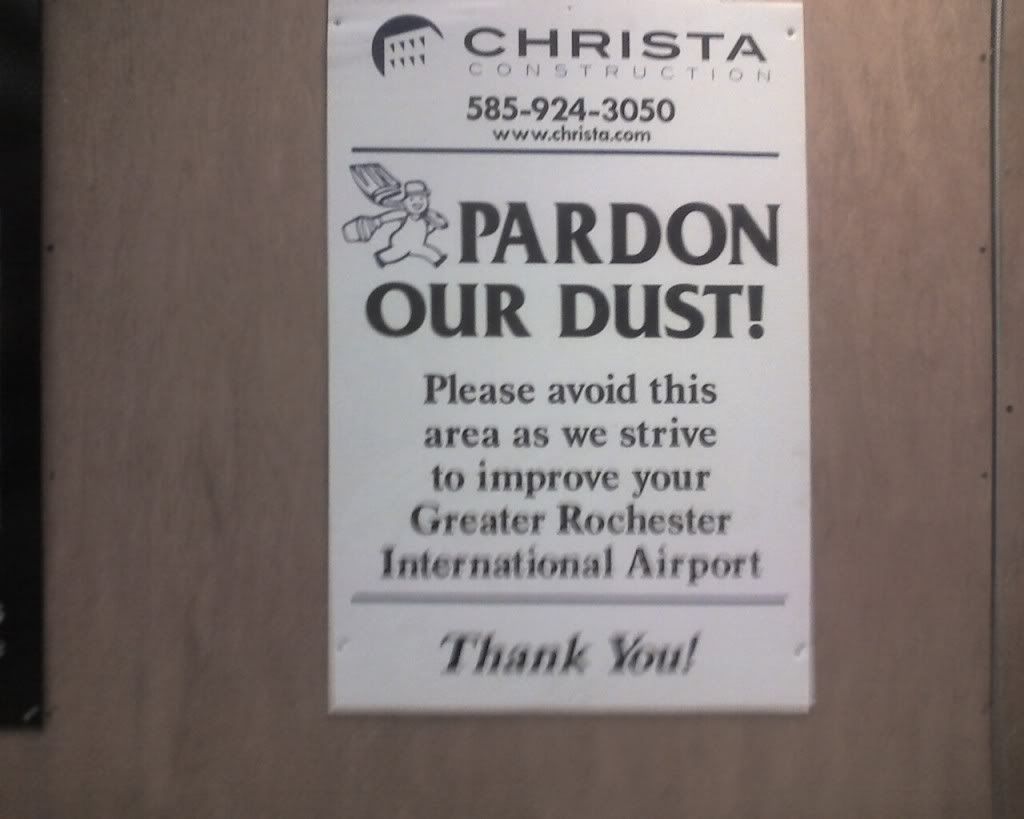 CHRISTA
CONSTRUCTION
585-924-3050
www.christa.com
PARDON
OUR DUST!
Please avoid this
area as we strive
to improve your
Greater Rochester
International Airport
Thank You!